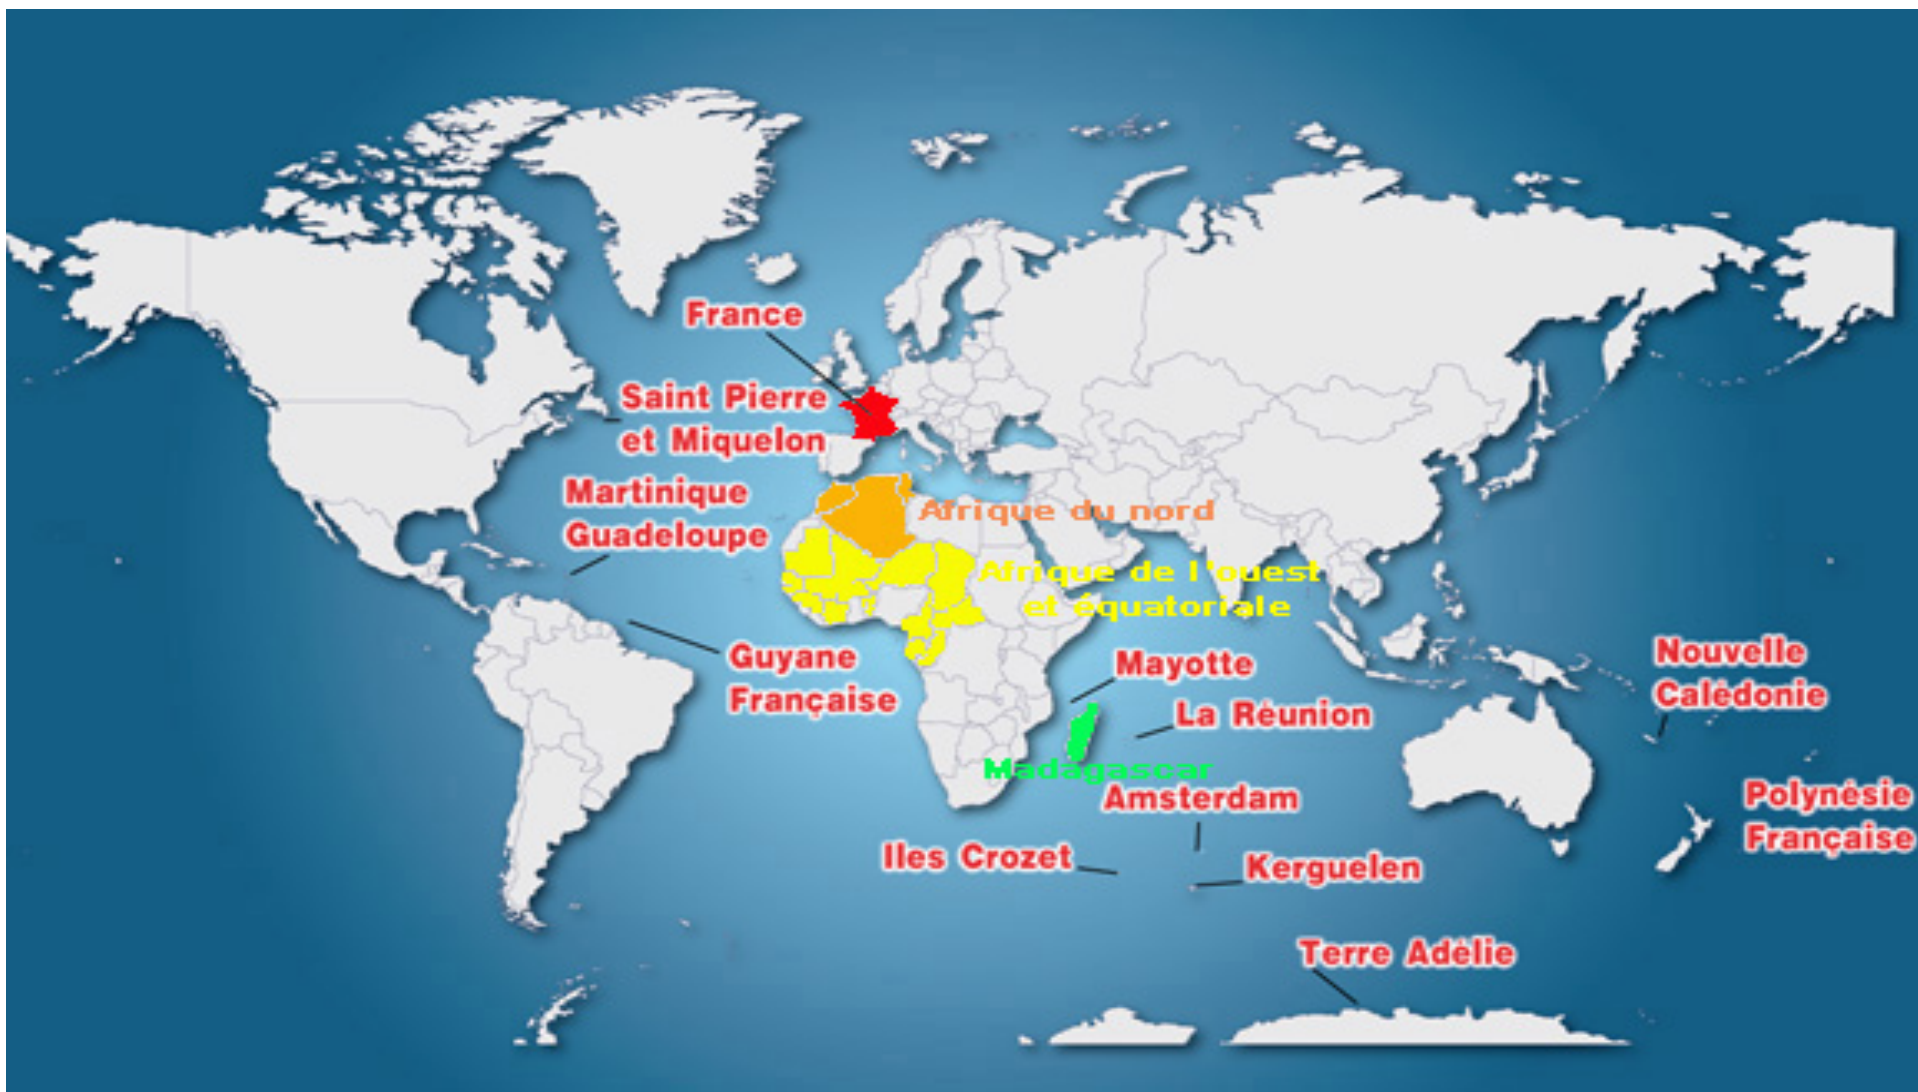 France
Saint Pierre
et Miquelon
Martinique
Guadeloupe
Afrique du nord
Afrique de l'ouest
et équatoriale
Guyane
Française
Mayotte
La Réunion
Nouvelle
Calédonie
Madagascar
Amsterdam
Polynésie
Française
Iles Crozet
Kerguelen
Terre Adélie